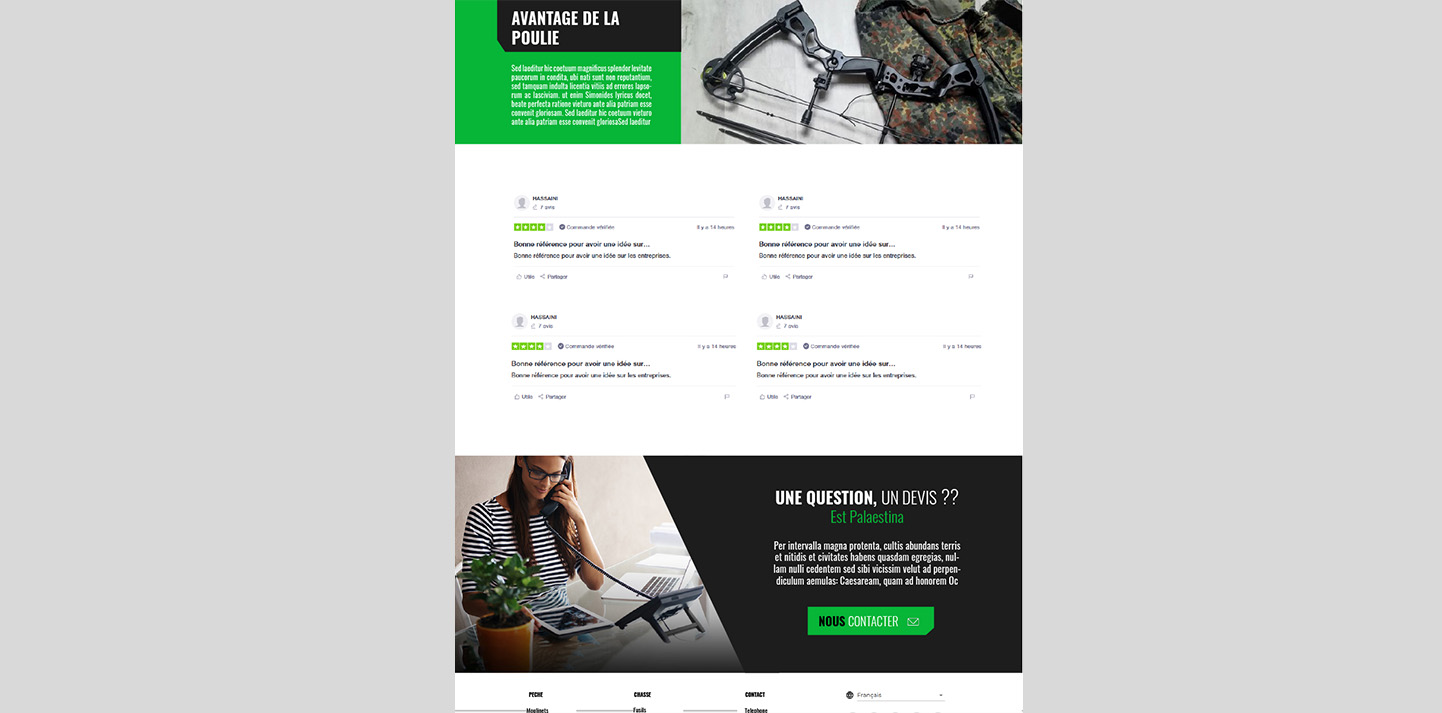 AVANTAGE DE LA
POULIE
Sed laeditur hic coetuum magnificus splendor levitate
paucorum in condita, ubi nati sunt non reputantium,
sed tamquam indulta licentia vitiis ad errores lapso-
rum ac lasciviam. ut enim Simonides lyricus docet,
beate perfecta ratione vieturo ante alia patriam esse
convenit gloriosam. Sed laeditur hic coetuum vieturo
ante alia patriam esse convenit gloriosaSed laeditur
HASSAINI
7 avis
Commande vérifiée
Il y a 14 heures
Bonne référence pour avoir une idée sur...
Bonne référence pour avoir une idée sur les entreprises.
Utile Partager
HASSAINI
7 avis
Commande vérifiée
Il y a 14 heures
Bonne référence pour avoir une idée sur...
Bonne référence pour avoir une idée sur les entreprises.
Utile Partager
HASSAINI
7 avis
Commande vérifiée
Il y a 14 heures
Bonne référence pour avoir une idée sur...
Bonne référence pour avoir une idée sur les entreprises.
Utile Partager
HASSAINI
7 avis
Commande vérifiée
Il y a 14 heures
Bonne référence pour avoir une idée sur...
Bonne référence pour avoir une idée sur les entreprises.
Utile Partager
UNE QUESTION, UN DEVIS ??
Est Palaestina
Per intervalla magna protenta, cultis abundans terris
et nitidis et civitates habens quasdam egregias, nul-
lam nulli cedentem sed sibi vicissim velut ad perpen-
diculum aemulas: Caesaream, quam ad honorem Oc
NOUS CONTACTER
PECHE
CHASSE
CONTACT
Français
Moulinets
Fusils
Telephone